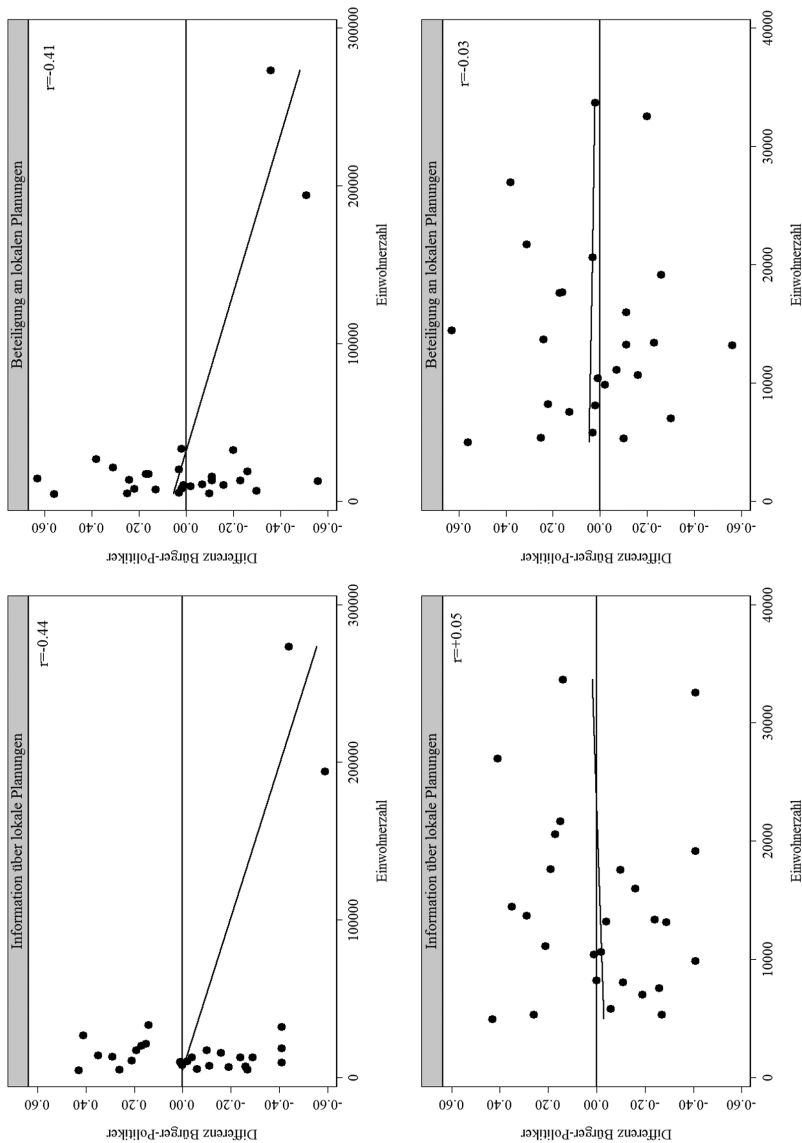 Information über lokale Planungen
r=-0.44
Differenz Bürger-Politiker
0.60
0.40
0.20
0.00
-0.20
-0.40
-0.60
0 100000 200000 300000
Einwohnerzahl
Beteiligung an lokalen Planungen
r=-0.41
Differenz Bürger-Politiker
0.60
0.40
0.20
0.00
-0.20
-0.40
-0.60
0 100000 200000 300000
Einwohnerzahl
Information über lokale Planungen
r=+0.05
Differenz Bürger-Politiker
0.60
0.40
0.20
0.00
-0.20
-0.40
-0.60
0 10000 20000 30000 40000
Einwohnerzahl
Beteiligung an lokalen Planungen
r=-0.03
Differenz Bürger-Politiker
0.60
0.40
0.20
0.00
-0.20
-0.40
-0.60
0 10000 20000 30000 40000
Einwohnerzahl